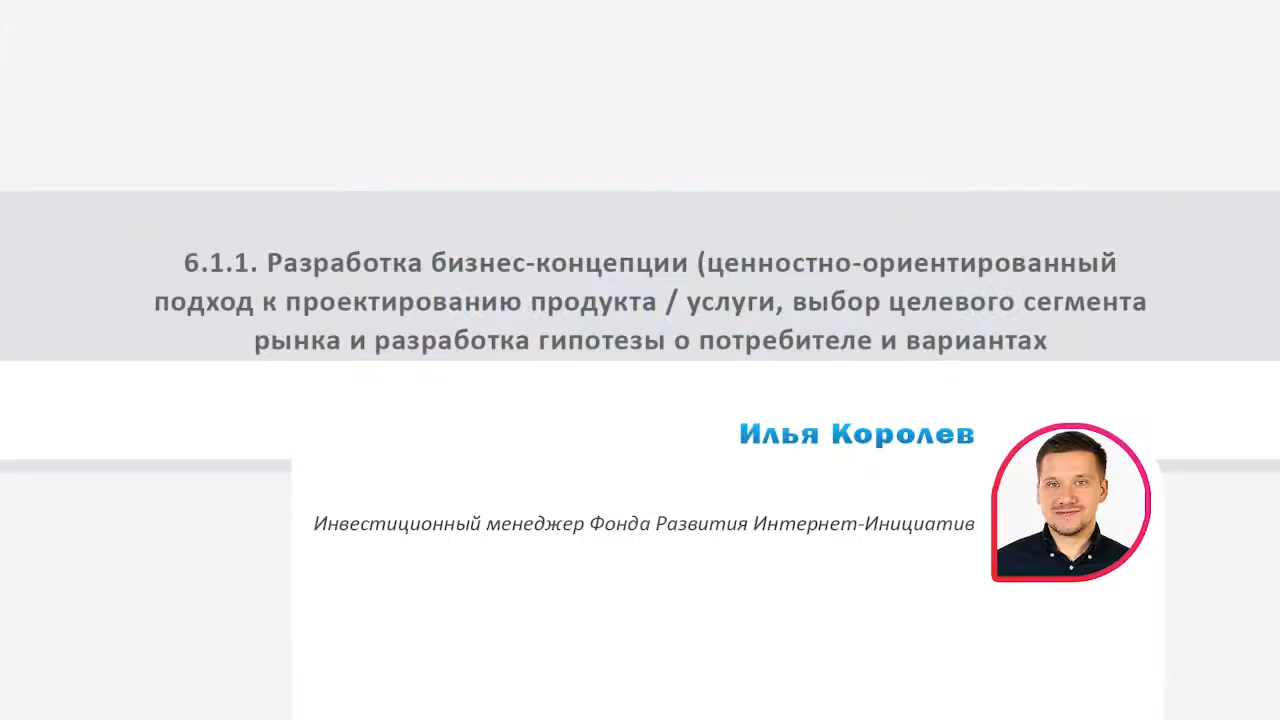 6.1.1. Разработка бизнес-концепции (ценностно-ориентированный
подход к проектированию продукта / услуги, выбор целевого сегмента
рынка и разработка гипотезы о потребителе и вариантах
Илья Королев
Инвестиционный менеджер Фонда Развития Интернет-Инициатив